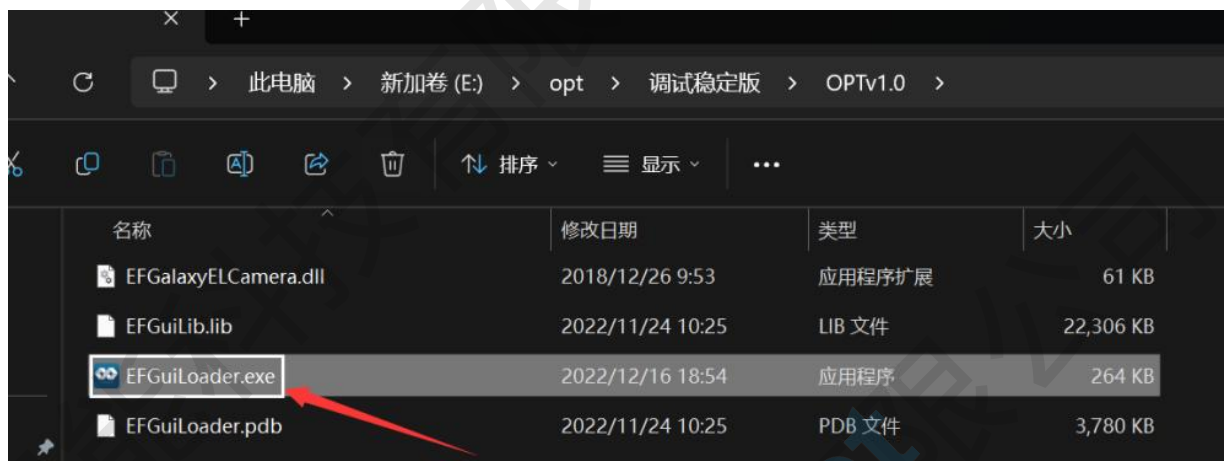 此电脑 > 新加卷 (E:) > opt > 调试稳定版 > OPTv1.0 >
排序 显示
名称 修改日期 类型 大小
EFGalaxyELCamera.dll 2018/12/26 9:53 应用程序扩展 61 KB
EFGuiLib.lib 2022/11/24 10:25 LIB 文件 22,306 KB
EFGuiLoader.exe 2022/12/16 18:54 应用程序 264 KB
EFGuiLoader.pdb 2022/11/24 10:25 PDB 文件 3,780 KB